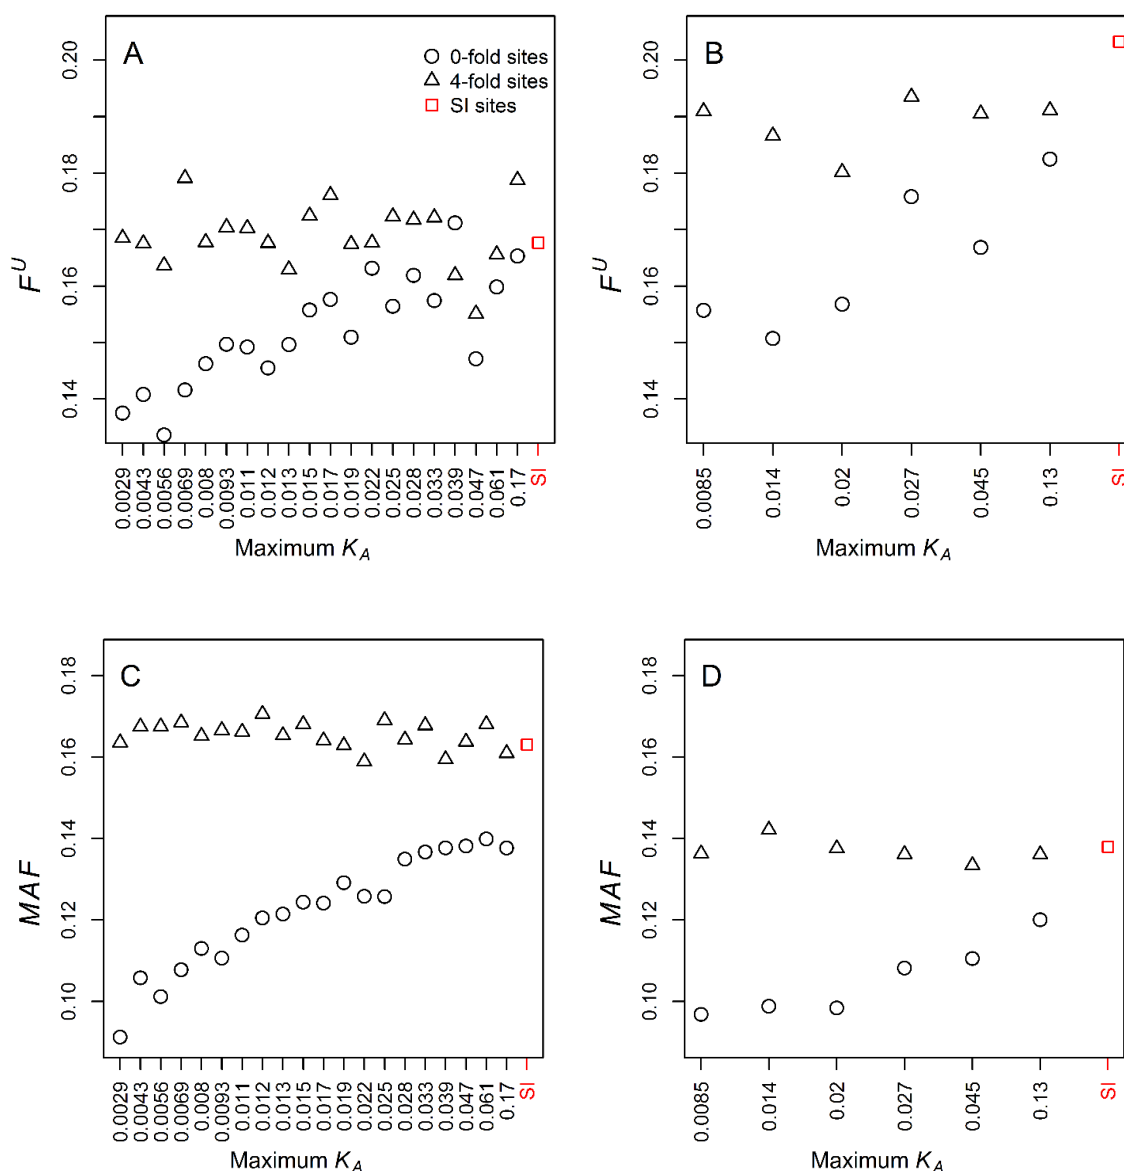 A
○ 0-fold sites
△ 4-fold sites
□ SI sites
0.20
0.18
0.16
0.14
F^U
0.0029 0.0043 0.0056 0.0069 0.008 0.0093 0.011 0.012 0.013 0.015 0.017 0.019 0.022 0.025 0.028 0.033 0.039 0.047 0.061 0.17 SI
Maximum K_A
B
0.20
0.18
0.16
0.14
F^U
0.0085 0.014 0.02 0.027 0.045 0.13 SI
Maximum K_A
C
0.18
0.16
0.14
0.12
0.10
MAF
0.0029 0.0043 0.0056 0.0069 0.008 0.0093 0.011 0.012 0.013 0.015 0.017 0.019 0.022 0.025 0.028 0.033 0.039 0.047 0.061 0.17 SI
Maximum K_A
D
0.18
0.16
0.14
0.12
0.10
MAF
0.0085 0.014 0.02 0.027 0.045 0.13 SI
Maximum K_A